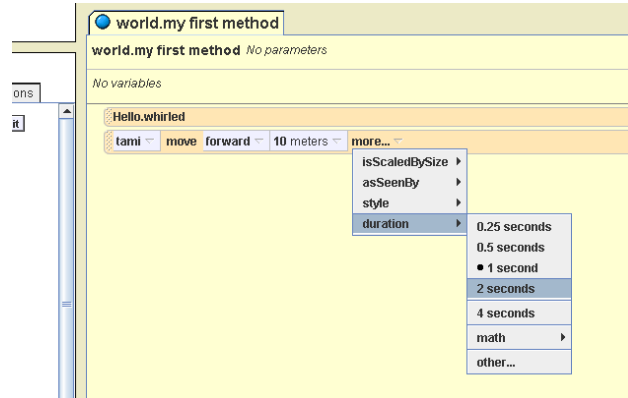 world.my first method
world.my first method No parameters
No variables
ons
it
Hello.whirled
tami move forward 10 meters more...
isScaledBySize
asSeenBy
style
duration
0.25 seconds
0.5 seconds
1 second
2 seconds
4 seconds
math
other...